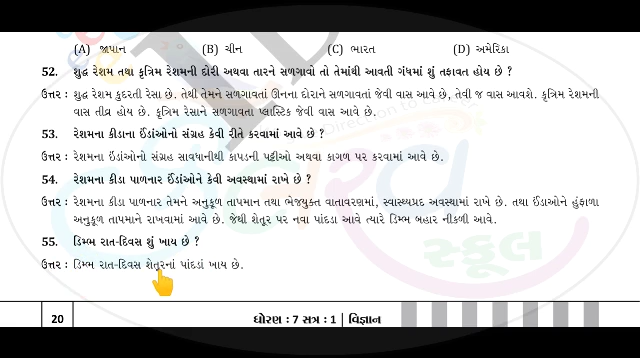 (A) જાપાન (B) ચીન (C) ભારત (D) અમેરિકા
52. શુદ્ધ રેશમ તથા કૃત્રિમ રેશમની દોરી અથવા તારને સળગાવો તો તેમાંથી આવતી ગંધમાં શું તફાવત હોય છે ?
ઉત્તર : શુદ્ધ રેશમ કુદરતી રેસા છે. તેથી તેમને સળગાવતાં ઊનના દોરાને સળગાવતાં જેવી વાસ આવે છે, તેવી જ વાસ આવશે. કૃત્રિમ રેશમની
વાસ તીવ્ર હોય છે. કૃત્રિમ રેસાને સળગાવતા પ્લાસ્ટિક જેવી વાસ આવે છે.
53. રેશમના કીડાના ઈંડાંઓનો સંગ્રહ કેવી રીતે કરવામાં આવે છે ?
ઉત્તર : રેશમના ઇંડાંઓનો સંગ્રહ સાવધાનીથી કાપડની પટ્ટીઓ અથવા કાગળ પર કરવામાં આવે છે.
54. રેશમના કીડા પાળનાર ઈંડાંઓને કેવી અવસ્થામાં રાખે છે ?
ઉત્તર : રેશમના કીડા પાળનાર તેમને અનુકૂળ તાપમાન તથા ભેજયુક્ત વાતાવરણમાં, સ્વાસ્થ્યપ્રદ અવસ્થામાં રાખે છે. તથા ઈંડાઓને હુંફાળા
અનુકૂળ તાપમાને રાખવામાં આવે છે. જેથી શેતૂર પર નવા પાંદડા આવે ત્યારે ડિમ્ભ બહાર નીકળી આવે.
55. ડિમ્ભ રાત-દિવસ શું ખાય છે ?
ઉત્તર : ડિમ્ભ રાત-દિવસ શેતૂરનાં પાંદડાં ખાય છે.
સ્કૂલ
20 ધોરણ : 7 સત્ર : 1 | વિજ્ઞાન